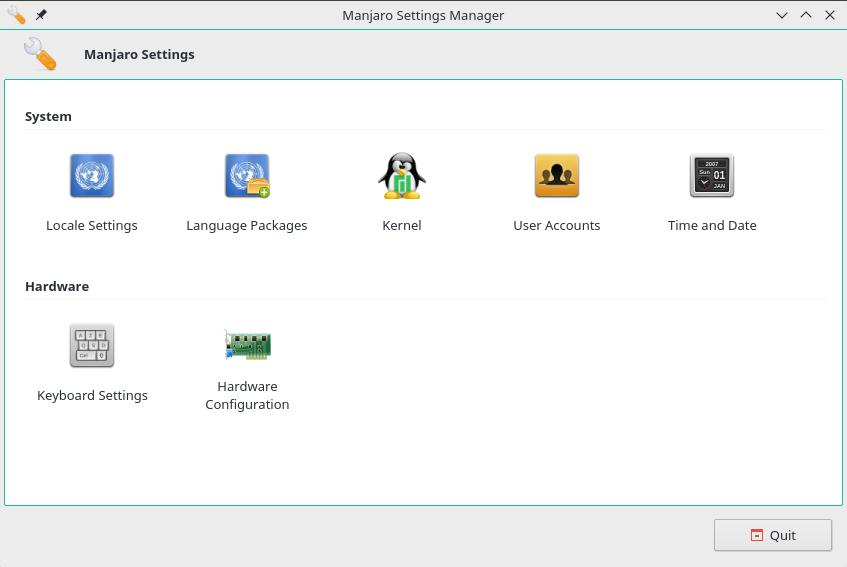 Manjaro Settings Manager
Manjaro Settings
System
2007
Sun 01
JAN
Locale Settings
Language Packages
Kernel
User Accounts
Time and Date
Hardware
A Z E
Q S D
Ctrl
Keyboard Settings
Hardware
Configuration
Quit